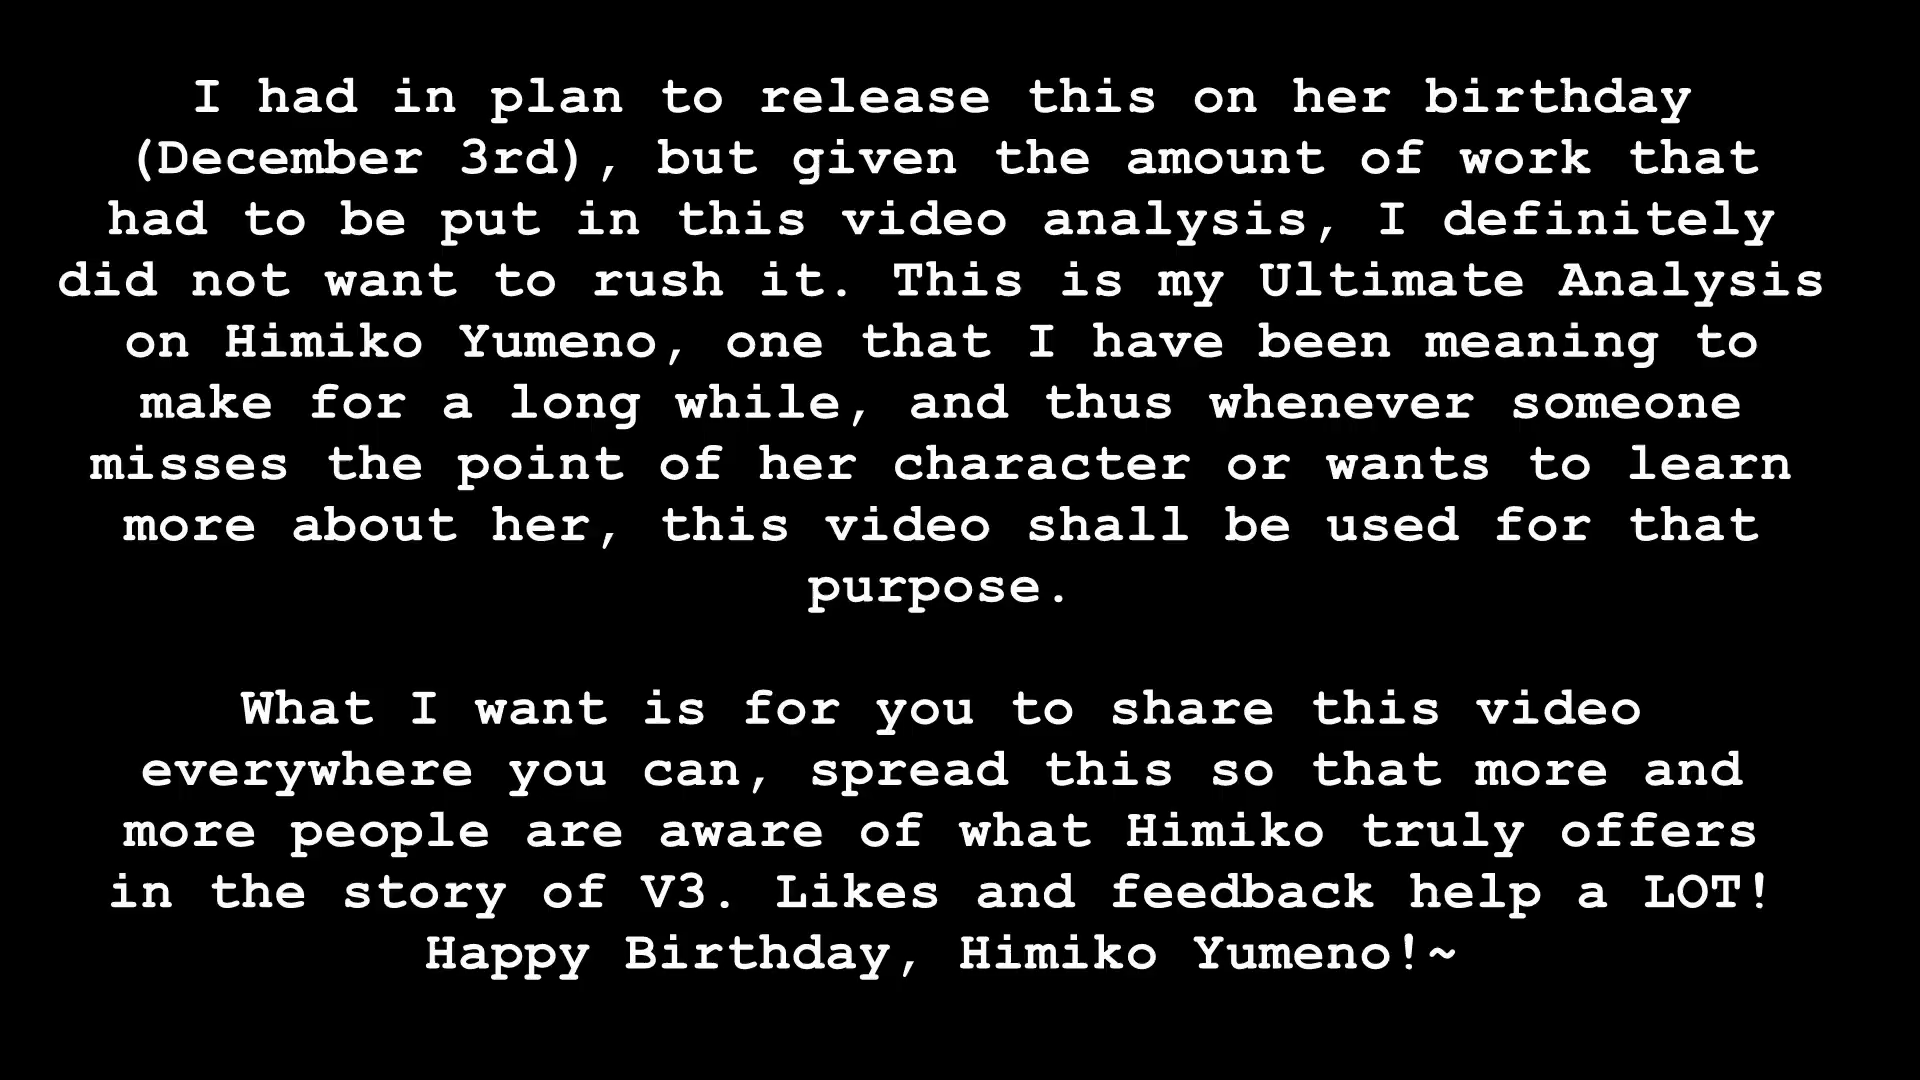 I had in plan to release this on her birthday
(December 3rd), but given the amount of work that
had to be put in this video analysis, I definitely
did not want to rush it. This is my Ultimate Analysis
on Himiko Yumeno, one that I have been meaning to
make for a long while, and thus whenever someone
misses the point of her character or wants to learn
more about her, this video shall be used for that
purpose.
What I want is for you to share this video
everywhere you can, spread this so that more and
more people are aware of what Himiko truly offers
in the story of V3. Likes and feedback help a LOT!
Happy Birthday, Himiko Yumeno!~